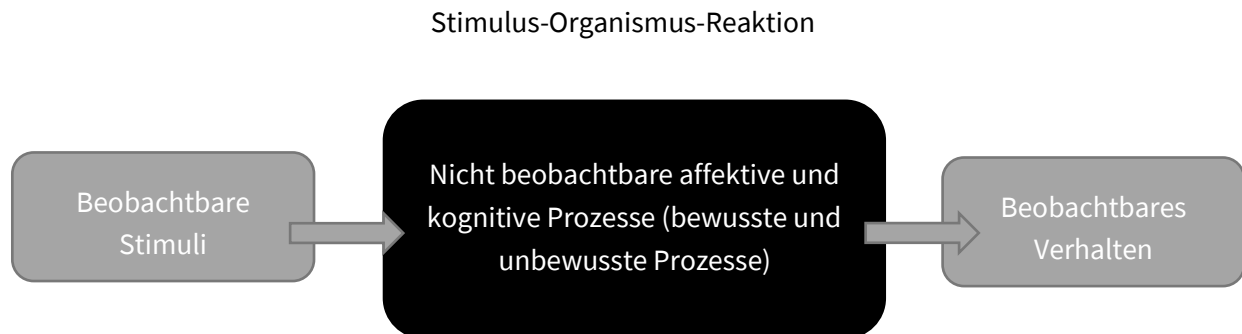 Stimulus-Organismus-Reaktion
Beobachtbare
Stimuli
Nicht beobachtbare affektive und
kognitive Prozesse (bewusste und
unbewusste Prozesse)
Beobachtbares
Verhalten